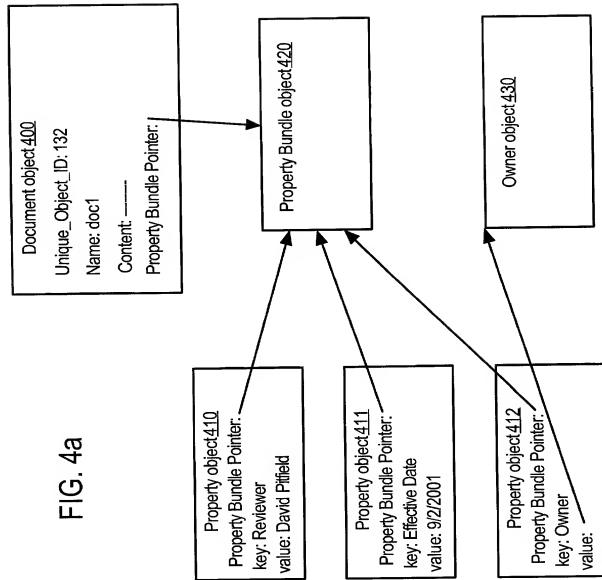 FIG. 4a
Document object 400
Unique_Object_ID: 132
Name: doc1
Content: ———
Property Bundle Pointer:
Property object 410
Property Bundle Pointer:
key: Reviewer
value: David Pitfield
Property Bundle object 420
Property object 411
Property Bundle Pointer:
key: Effective Date
value: 9/2/2001
Property object 412
Property Bundle Pointer:
key: Owner
value:
Owner object 430